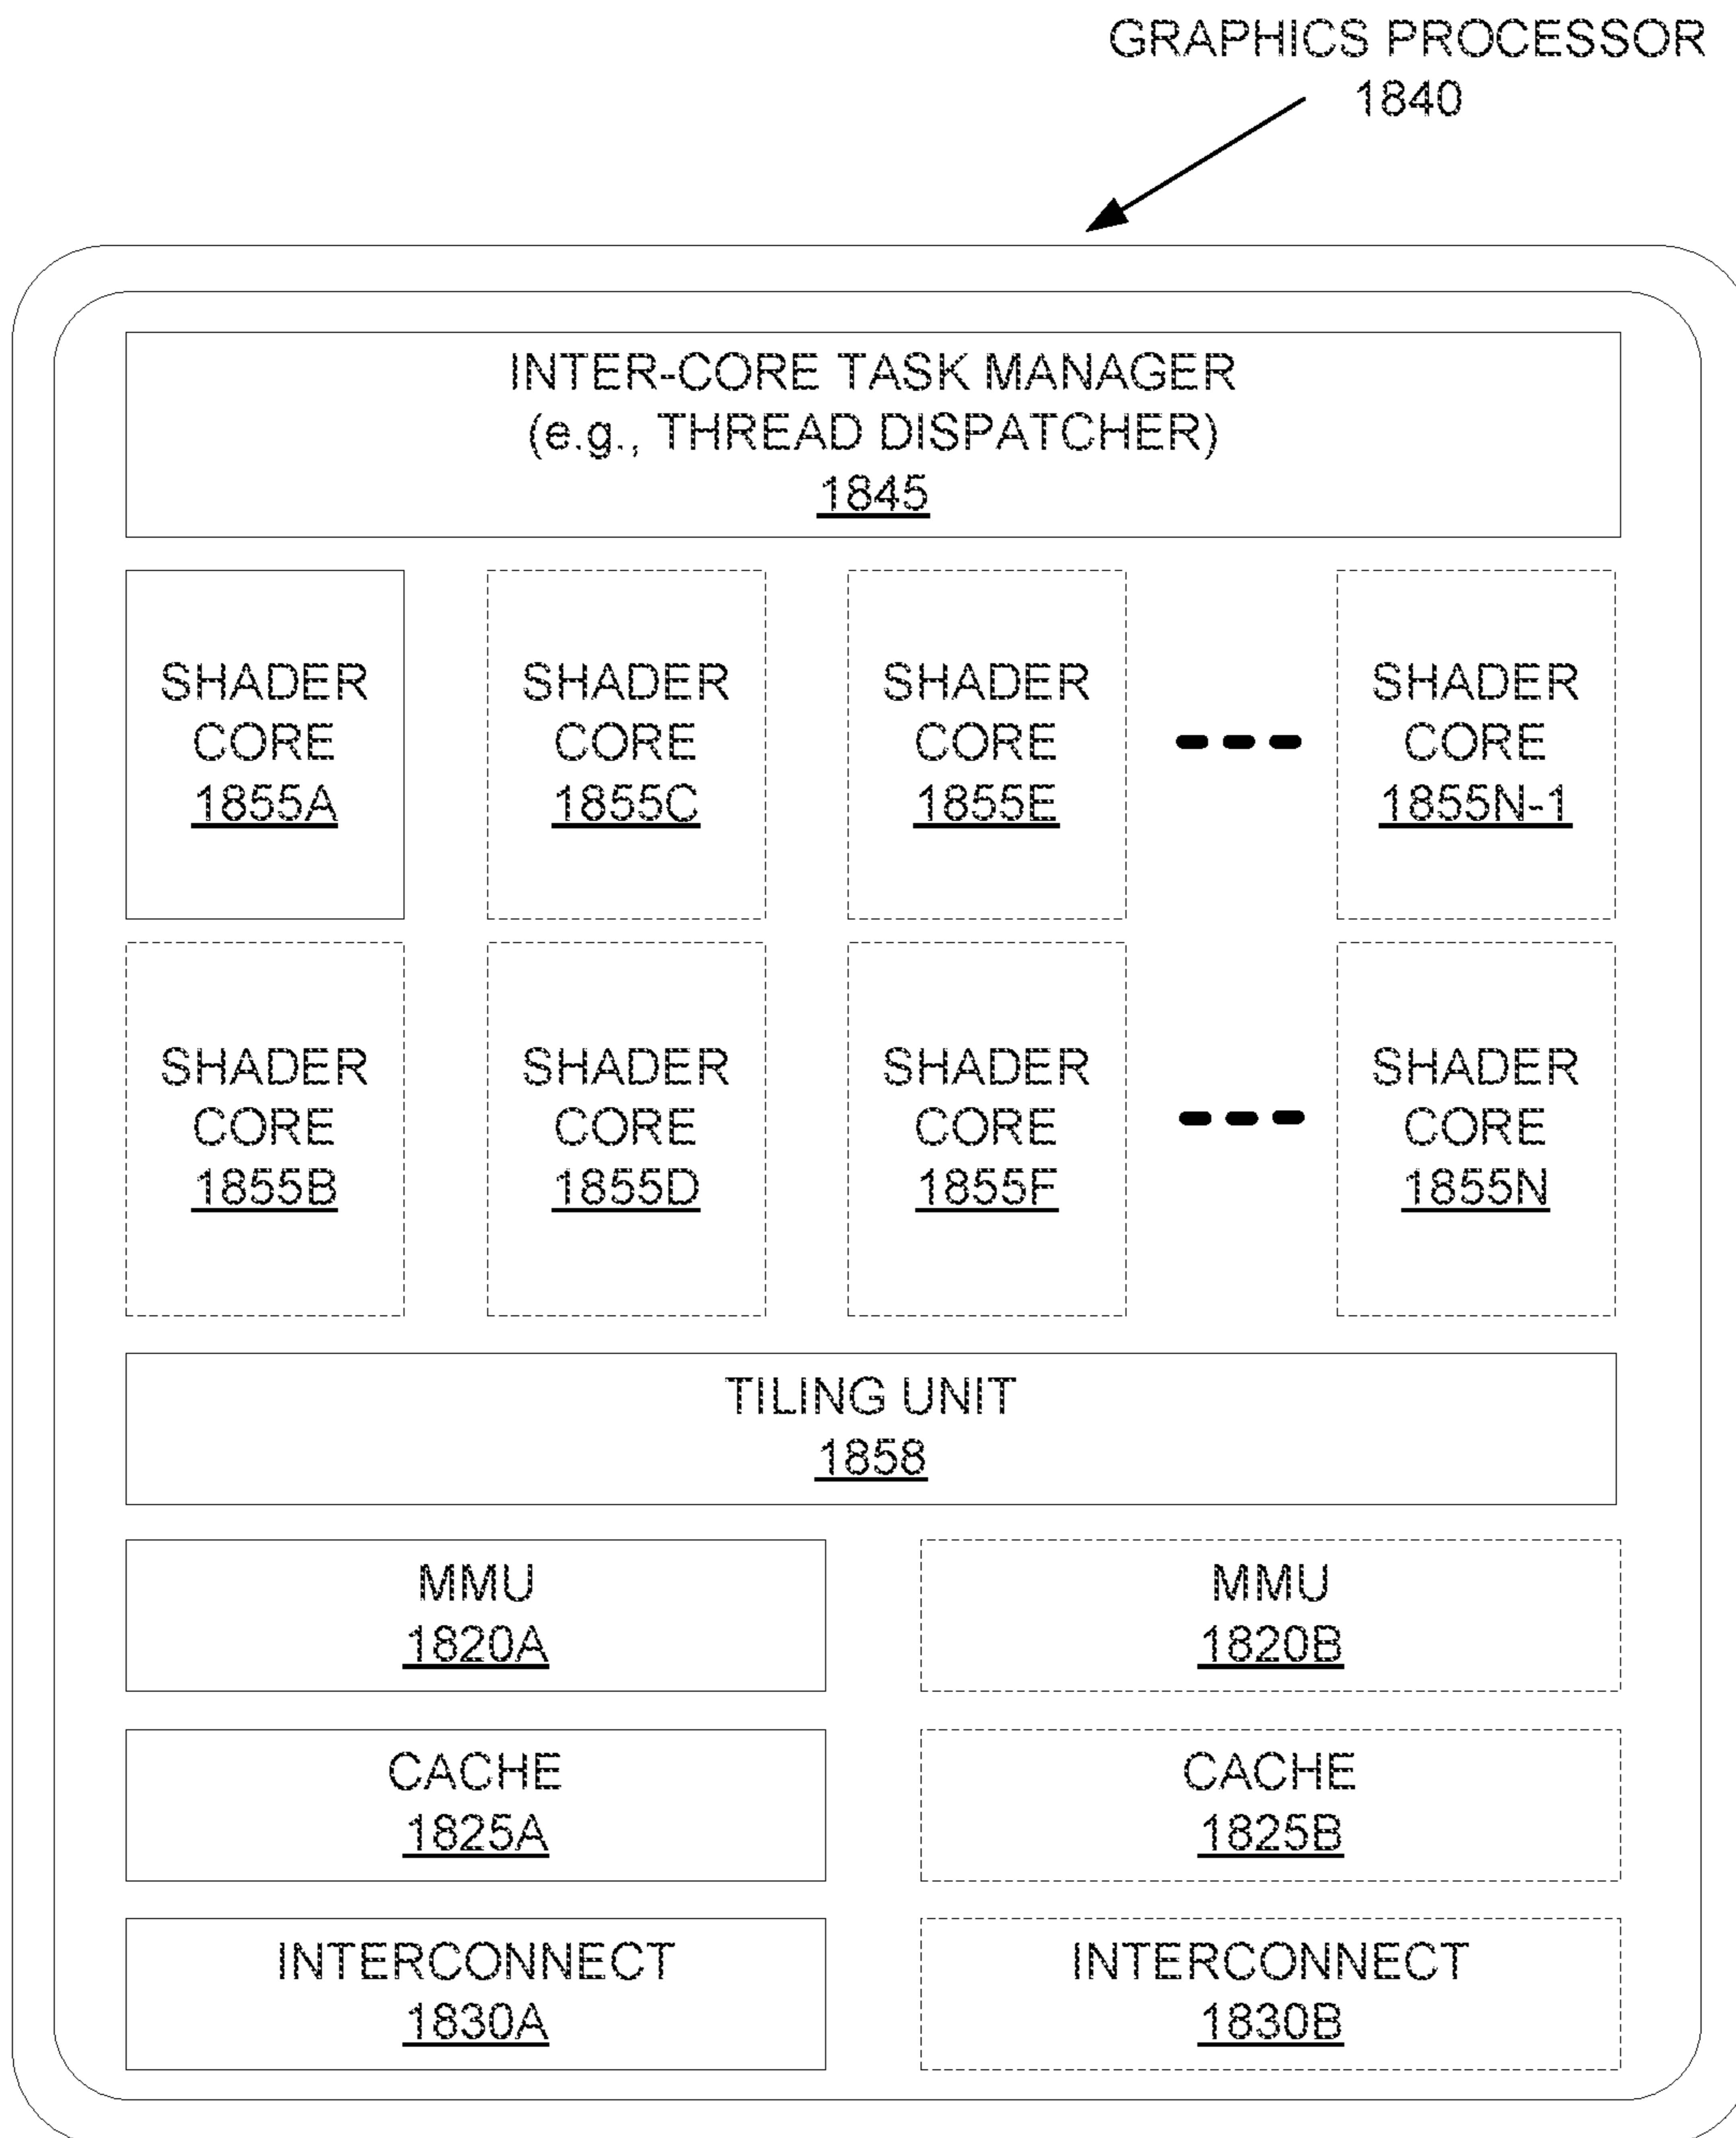 GRAPHICS PROCESSOR
1840
INTER-CORE TASK MANAGER
(e.g., THREAD DISPATCHER)
1845
SHADER
CORE
1855A
SHADER
CORE
1855C
SHADER
CORE
1855E
SHADER
CORE
1855N-1
SHADER
CORE
1855B
SHADER
CORE
1855D
SHADER
CORE
1855F
SHADER
CORE
1855N
TILING UNIT
1858
MMU
1820A
MMU
1820B
CACHE
1825A
CACHE
1825B
INTERCONNECT
1830A
INTERCONNECT
1830B